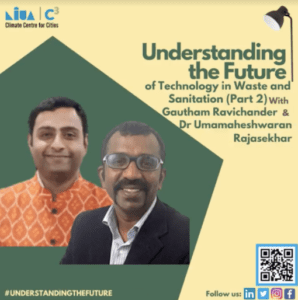 NIUA | C³
Climate Centre for Cities
Understanding
the Future
of Technology in Waste and
Sanitation (Part 2) With
Gautham Ravichander &
Dr Umamaheshwaran
Rajasekhar
#UNDERSTANDINGTHEFUTURE
Follow us: